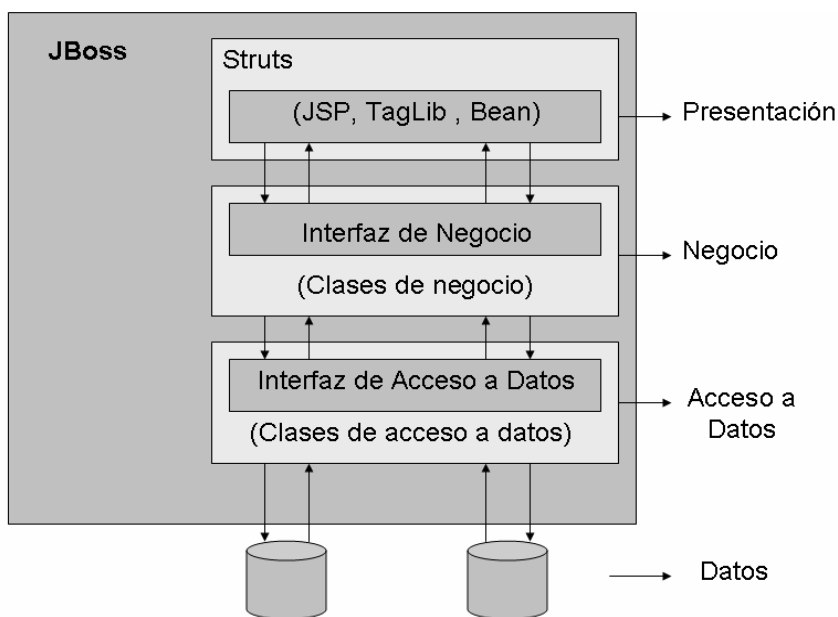 JBoss
Struts
(JSP, TagLib , Bean)
Presentación
Interfaz de Negocio
Negocio
(Clases de negocio)
Interfaz de Acceso a Datos
Acceso a
Datos
(Clases de acceso a datos)
Datos